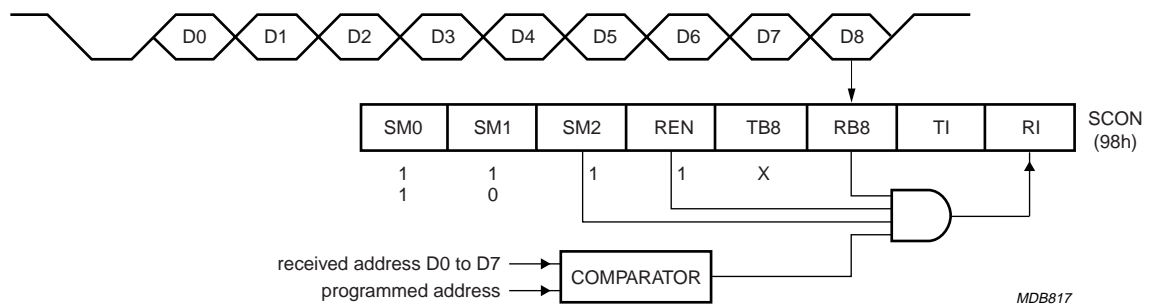 D0 D1 D2 D3 D4 D5 D6 D7 D8
SM0 SM1 SM2 REN TB8 RB8 TI RI SCON
(98h)
1 1 1 1 X
1 0
received address D0 to D7
COMPARATOR
programmed address
MDB817